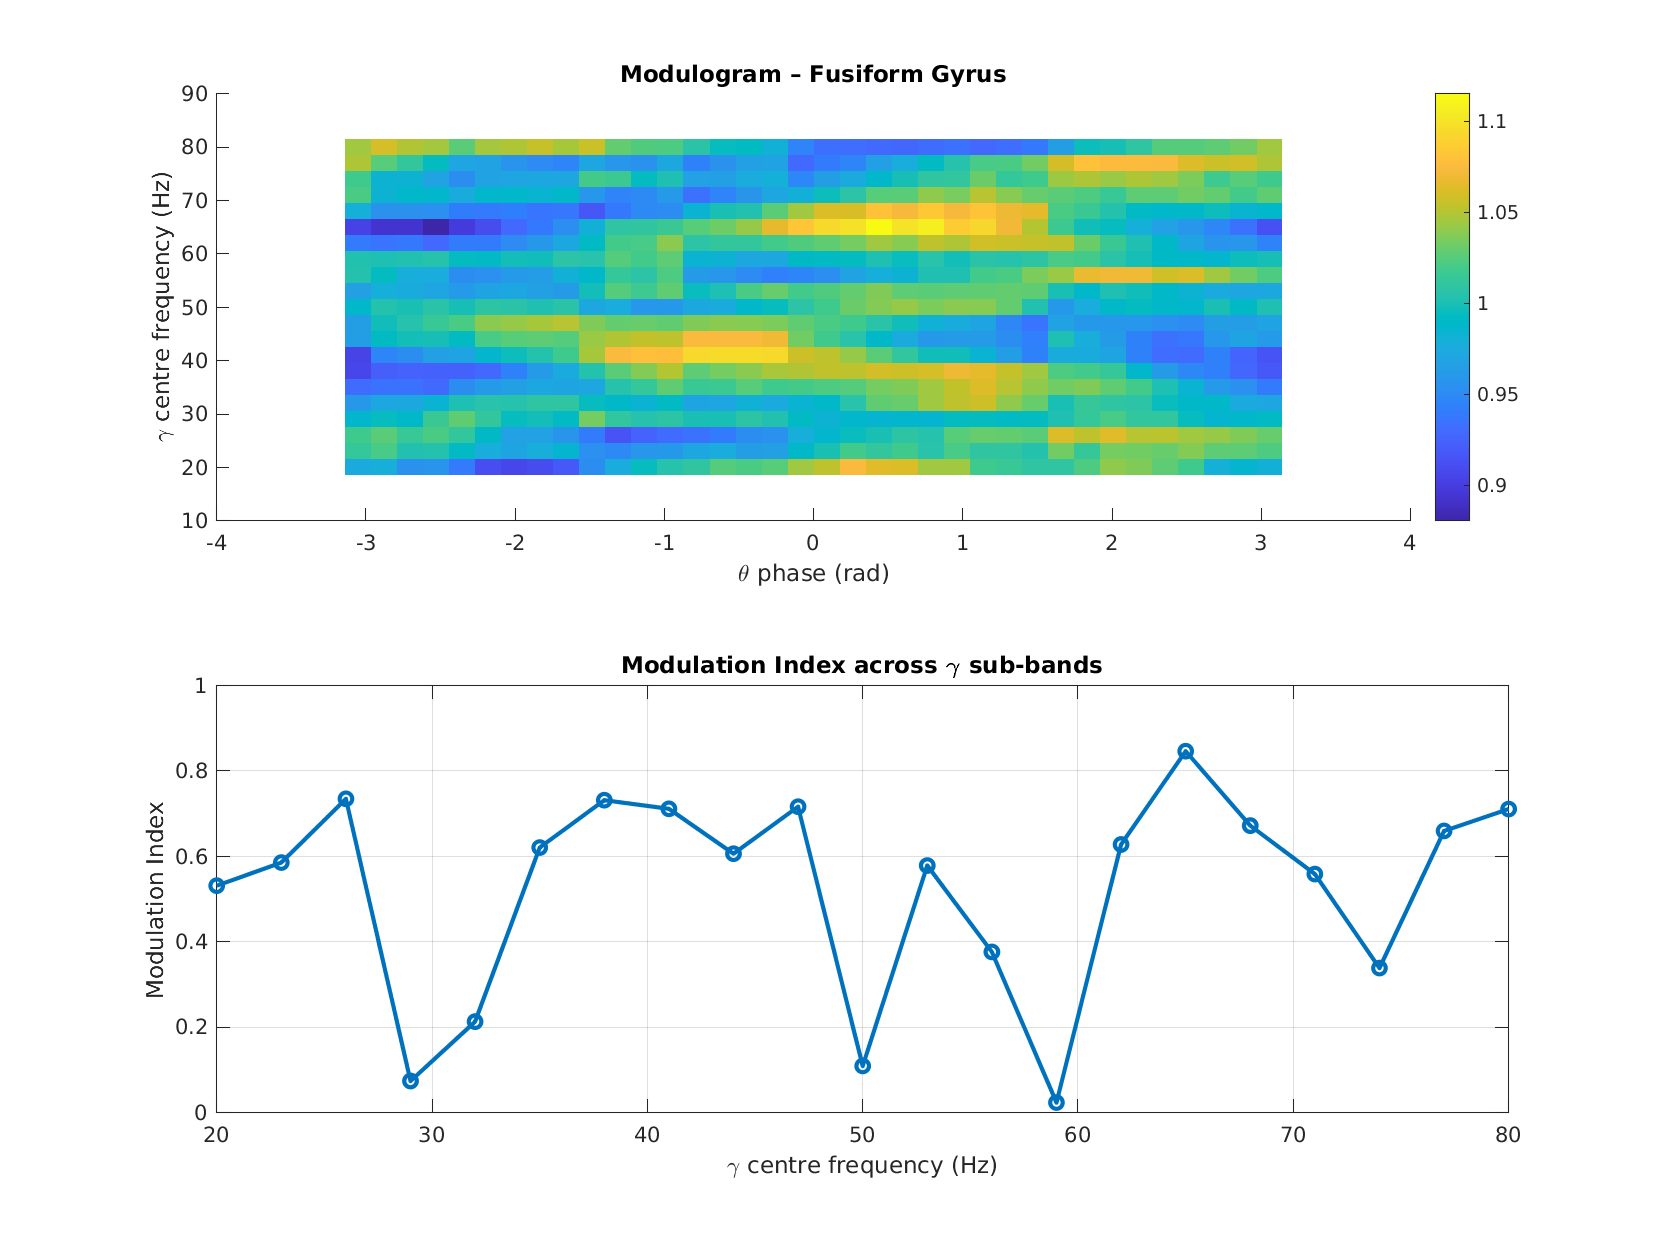 Modulogram – Fusiform Gyrus
90
80
70
60
50
40
30
20
10
γ centre frequency (Hz)
-4 -3 -2 -1 0 1 2 3 4
θ phase (rad)
1.1
1.05
1
0.95
0.9
Modulation Index across γ sub-bands
1
0.8
0.6
0.4
0.2
0
Modulation Index
20 30 40 50 60 70 80
γ centre frequency (Hz)